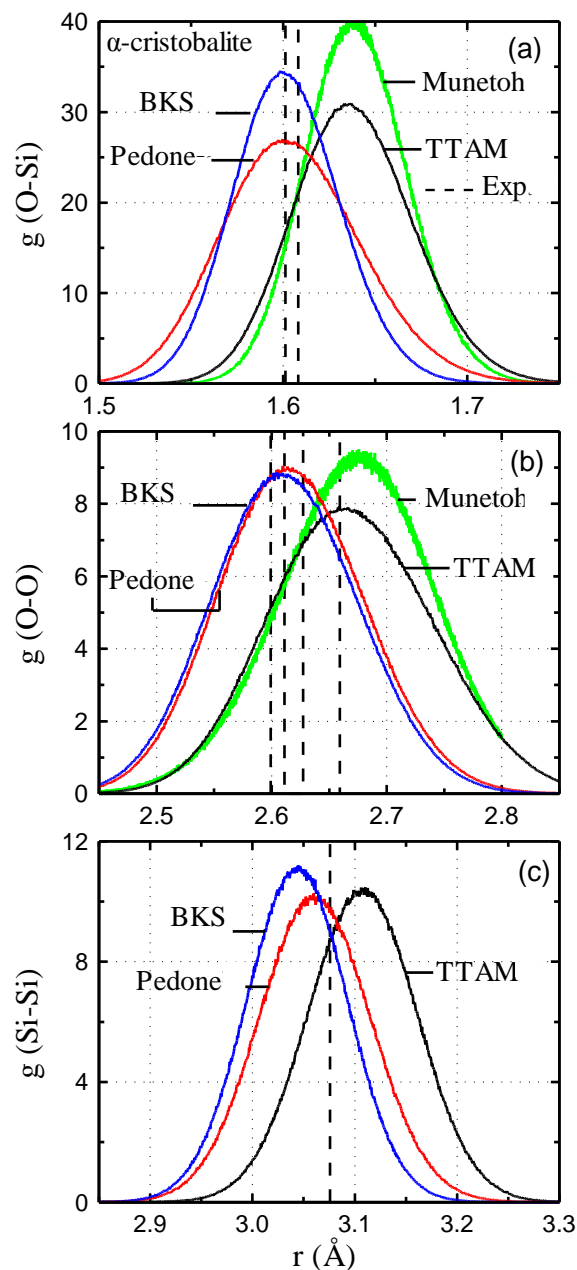 α-cristobalite
(a)
BKS
Munetoh
Pedone
TTAM
Exp.
g (O-Si)
40
30
20
10
0
1.5
1.6
1.7
(b)
BKS
Munetoh
Pedone
TTAM
g (O-O)
10
8
6
4
2
0
2.5
2.6
2.7
2.8
(c)
BKS
Pedone
TTAM
g (Si-Si)
12
8
4
0
2.9
3.0
3.1
3.2
3.3
r (Å)